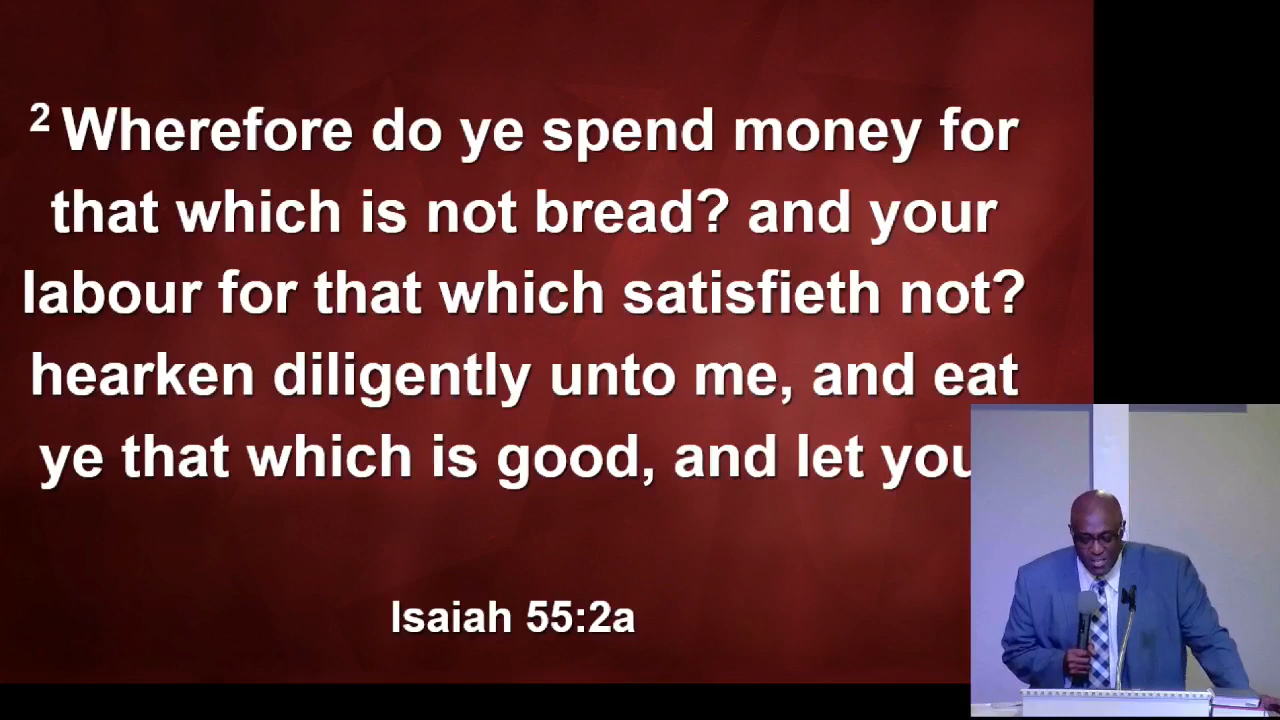 2 Wherefore do ye spend money for
that which is not bread? and your
labour for that which satisfieth not?
hearken diligently unto me, and eat
ye that which is good, and let you
Isaiah 55:2a